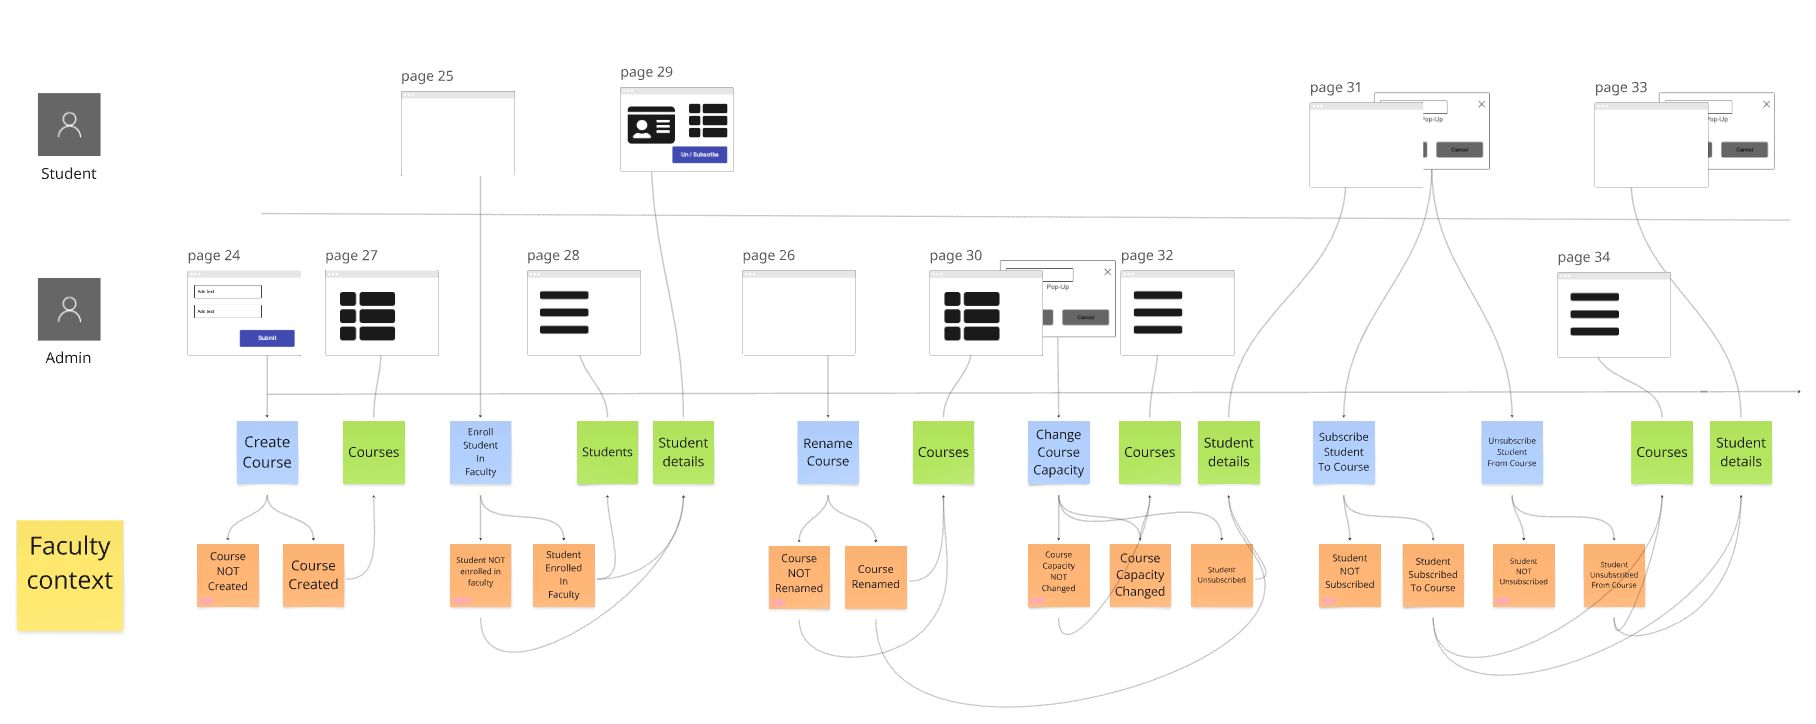 page 25
page 29
Un / Subscribe
page 31
Pop-Up
Cancel
page 33
Cancel
Student
page 24
Add text
Add text
Submit
page 27
page 28
page 26
page 30
Pop-Up
Cancel
page 32
page 34
Admin
Create
Course
Courses
Enroll
Student
In
Faculty
Students
Student
details
Rename
Course
Courses
Change
Course
Capacity
Courses
Student
details
Subscribe
Student
To Course
Unsubscribe
Student
From Course
Courses
Student
details
Faculty
context
Course
NOT
Created
Course
Created
Student NOT
enrolled in
faculty
Student
Enrolled
In
Faculty
Course
NOT
Renamed
Course
Renamed
Course
Capacity
NOT
Changed
Course
Capacity
Changed
Student
Unsubscribed
Student
NOT
Subscribed
Student
Subscribed
To Course
Student
NOT
Unsubscribed
Student
Unsubscribed
From Course